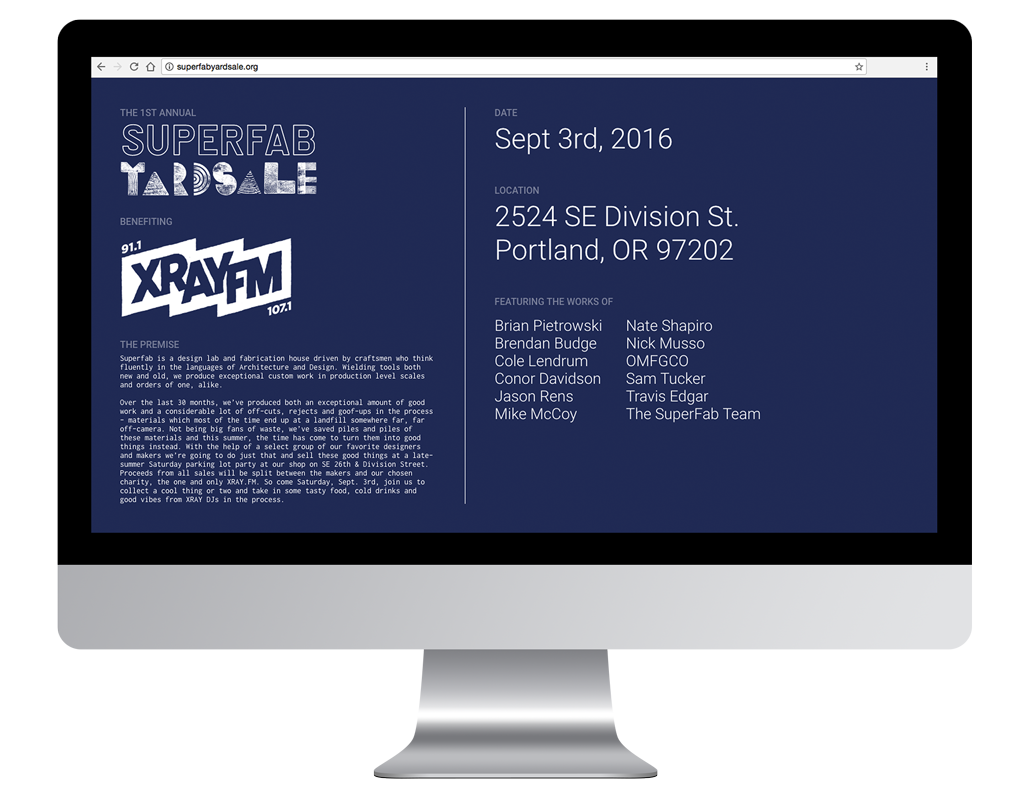 superfabyardsale.org
THE 1ST ANNUAL
SUPERFAB
YARDSALE
BENEFITING
91.1
XRAYFM
107.1
THE PREMISE
Superfab is a design lab and fabrication house driven by craftsmen who think
fluently in the languages of Architecture and Design. Wielding tools both
new and old, we produce exceptional custom work in production level scales
and orders of one, alike.
Over the last 30 months, we've produced both an exceptional amount of good
work and a considerable lot of off-cuts, rejects and goof-ups in the process
– materials which most of the time end up at a landfill somewhere far, far
off-camera. Not being big fans of waste, we've saved piles and piles of
these materials and this summer, the time has come to turn them into good
things instead. With the help of a select group of our favorite designers
and makers we're going to do just that and sell these good things at a late-
summer Saturday parking lot party at our shop on SE 26th & Division Street.
Proceeds from all sales will be split between the makers and our chosen
charity, the one and only XRAY.FM. So come Saturday, Sept. 3rd, join us to
collect a cool thing or two and take in some tasty food, cold drinks and
good vibes from XRAY DJs in the process.
DATE
Sept 3rd, 2016
LOCATION
2524 SE Division St.
Portland, OR 97202
FEATURING THE WORKS OF
Brian Pietrowski
Brendan Budge
Cole Lendrum
Conor Davidson
Jason Rens
Mike McCoy
Nate Shapiro
Nick Musso
OMFGCO
Sam Tucker
Travis Edgar
The SuperFab Team